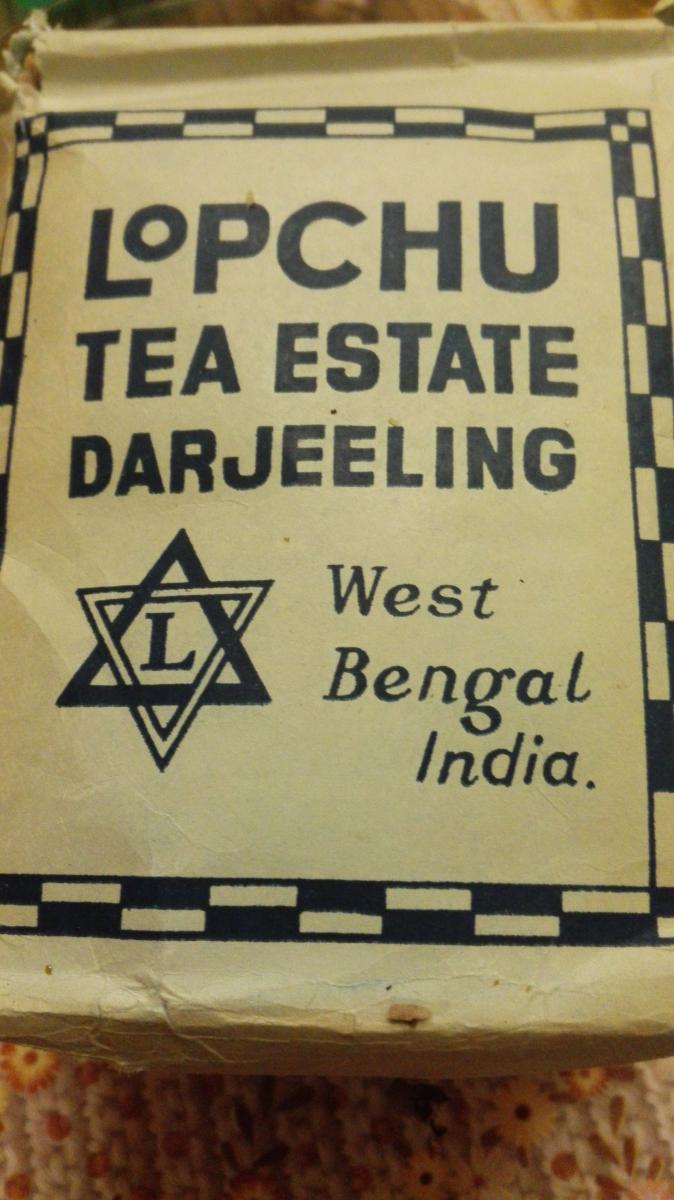 LOPCHU
TEA ESTATE
DARJEELING
L
West
Bengal
India.